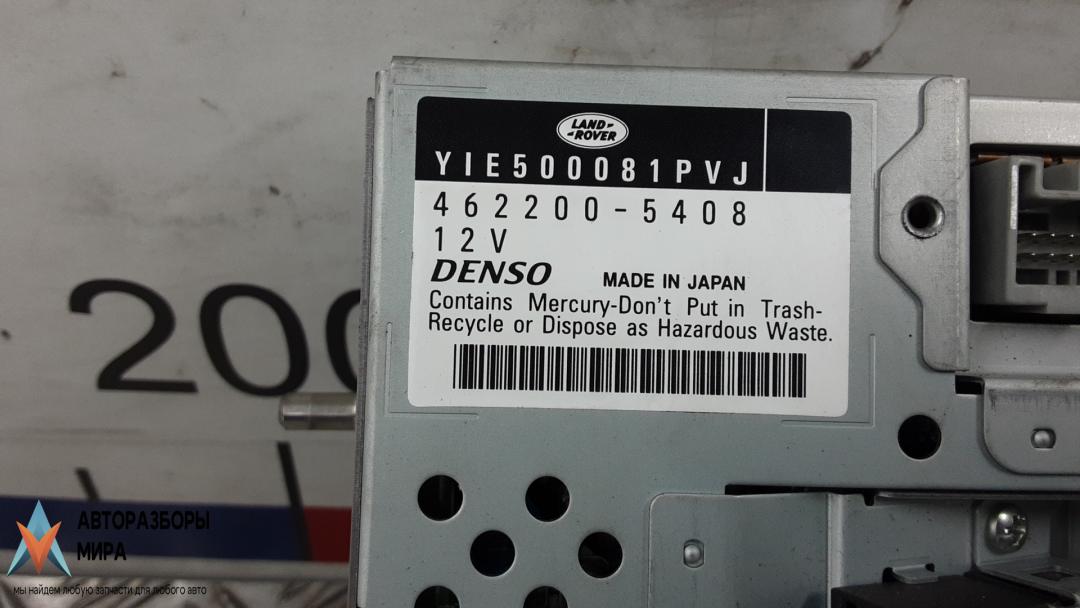 LAND-
-ROVER
YIE500081PVJ
462200-5408
12V
DENSO MADE IN JAPAN
Contains Mercury-Don't Put in Trash-
Recycle or Dispose as Hazardous Waste.
200
АВТОРАЗБОРЫ
МИРА
мы найдем любую запчасти для любого авто